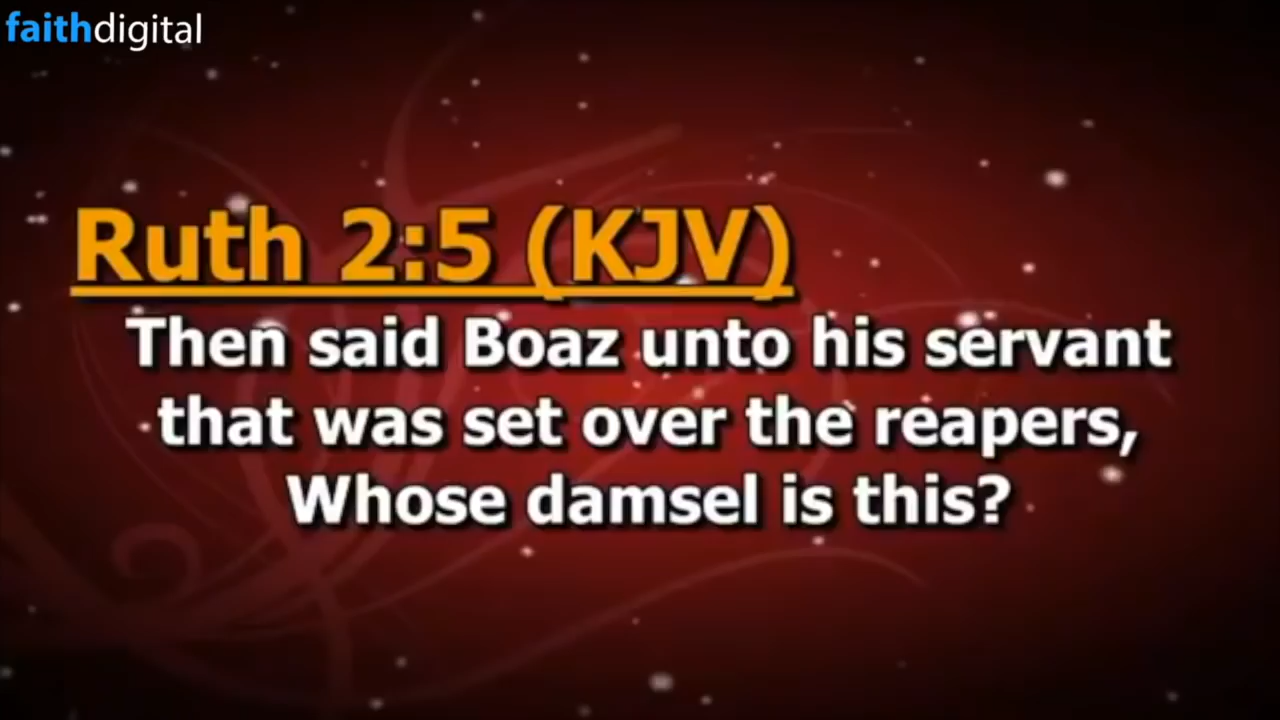 faithdigital
Ruth 2:5 (KJV)
Then said Boaz unto his servant
that was set over the reapers,
Whose damsel is this?